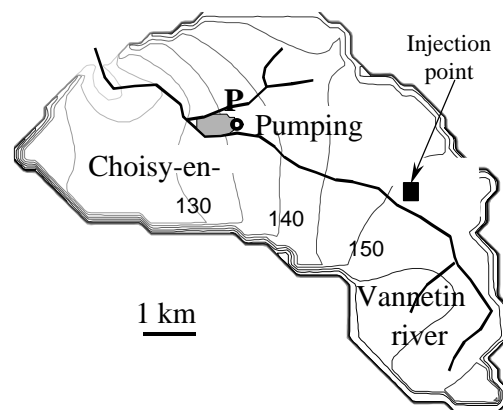 Injection
point
P
Pumping
Choisy-en-
130
140
150
Vannetin
river
1 km